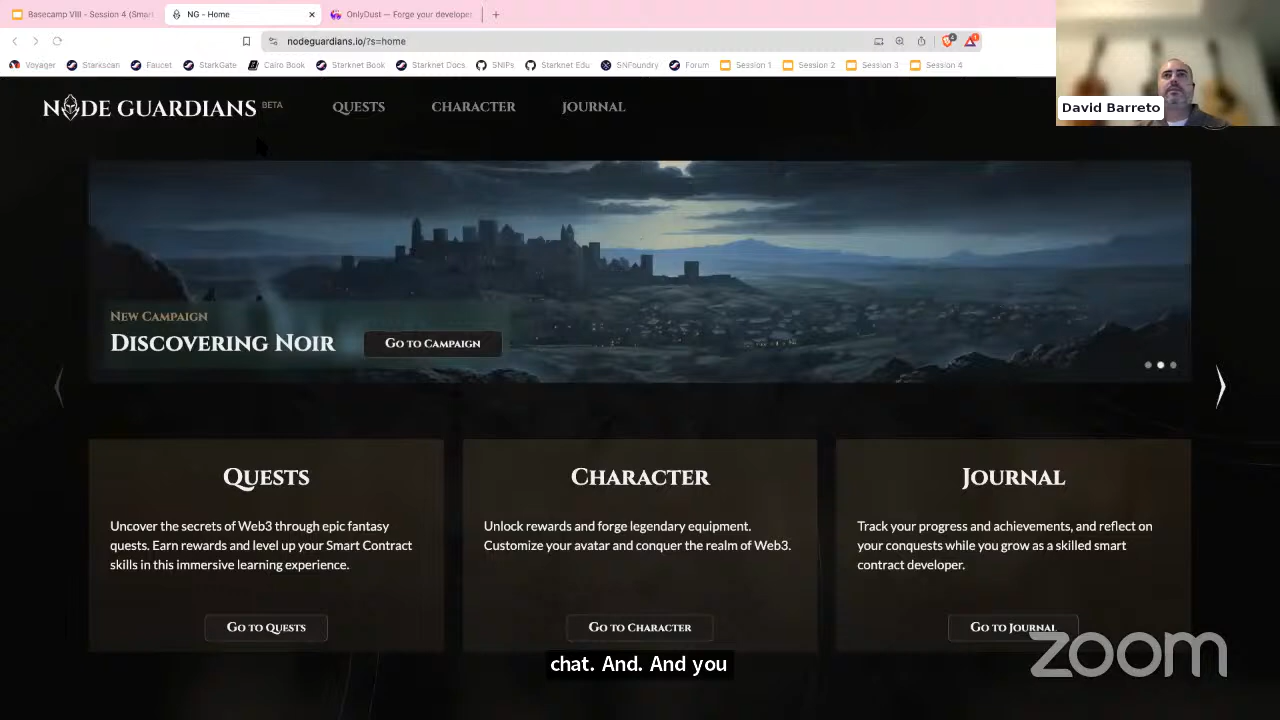 Basecamp VIII - Session 4 (Smart
NG - Home
OnlyDust — Forge your developer
nodeguardians.io/?s=home
Voyager
Starkscan
Faucet
StarkGate
Cairo Book
Starknet Book
Starknet Docs
SNIPs
Starknet Edu
SNFoundry
Forum
Session 1
Session 2
Session 3
Session 4
David Barreto
NODE GUARDIANS BETA
QUESTS
CHARACTER
JOURNAL
NEW CAMPAIGN
DISCOVERING NOIR
GO TO CAMPAIGN
QUESTS
Uncover the secrets of Web3 through epic fantasy
quests. Earn rewards and level up your Smart Contract
skills in this immersive learning experience.
GO TO QUESTS
CHARACTER
Unlock rewards and forge legendary equipment.
Customize your avatar and conquer the realm of Web3.
GO TO CHARACTER
JOURNAL
Track your progress and achievements, and reflect on
your conquests while you grow as a skilled smart
contract developer.
GO TO JOURNAL
chat. And. And you
zoom